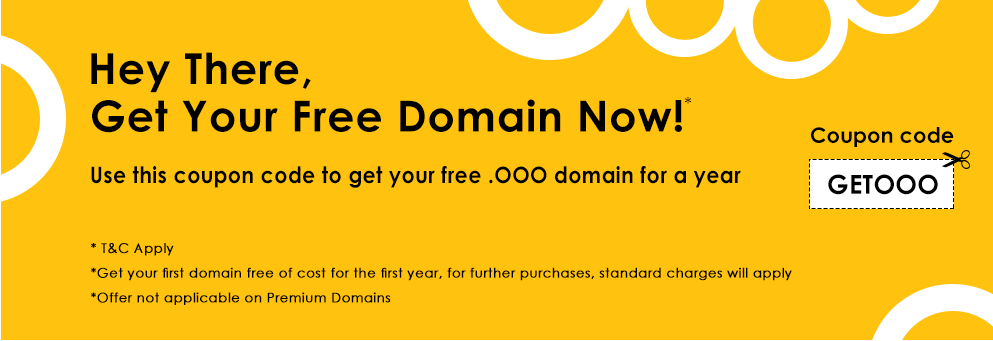 Hey There,
Get Your Free Domain Now!*
Use this coupon code to get your free .OOO domain for a year
Coupon code
GETOOO
* T&C Apply
*Get your first domain free of cost for the first year, for further purchases, standard charges will apply
*Offer not applicable on Premium Domains